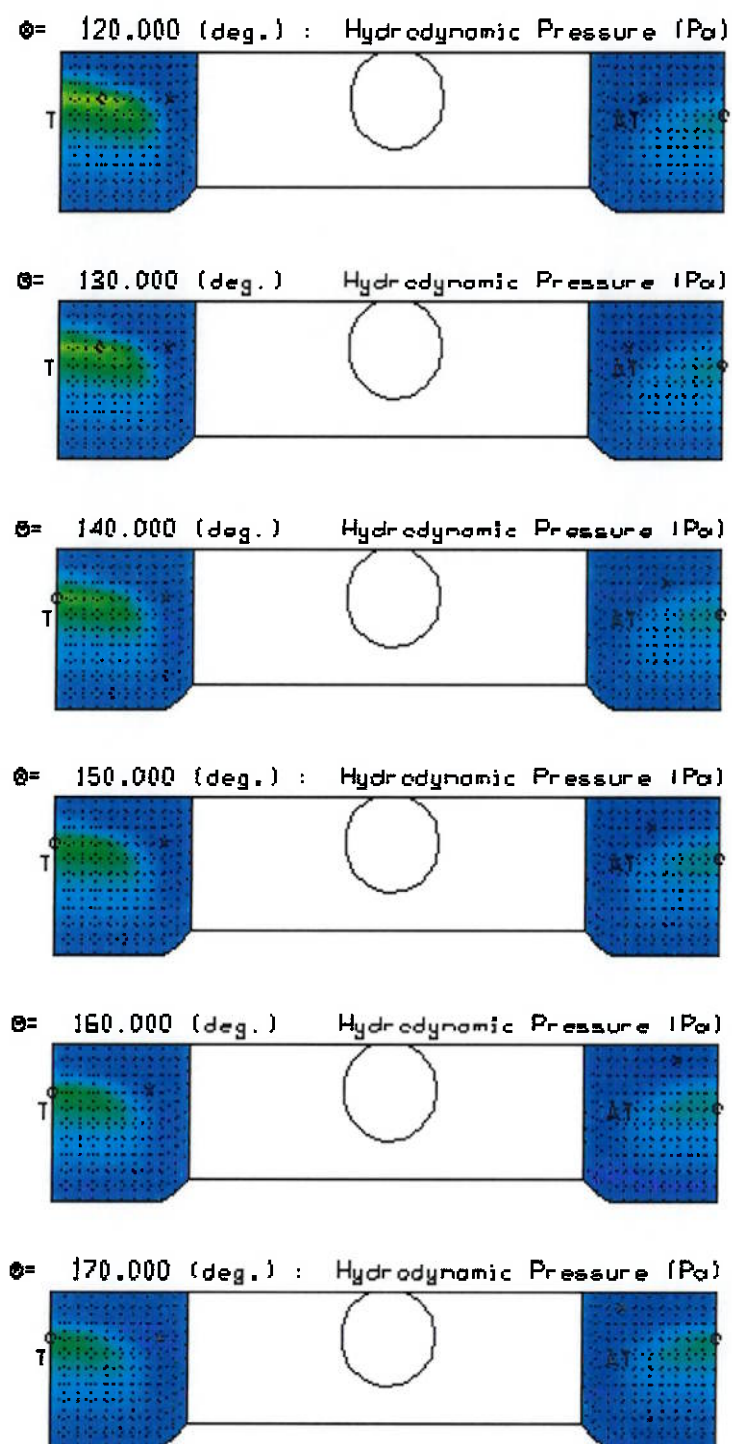 Θ= 120.000 (deg.) : Hydrodynamic Pressure (Pa)
T AT
Θ= 130.000 (deg.) Hydrodynamic Pressure (Pa)
T AT
Θ= 140.000 (deg.) Hydrodynamic Pressure (Pa)
T AT
Θ= 150.000 (deg.) : Hydrodynamic Pressure (Pa)
T AT
Θ= 160.000 (deg.) Hydrodynamic Pressure (Pa)
T AT
Θ= 170.000 (deg.) : Hydrodynamic Pressure (Pa)
T AT